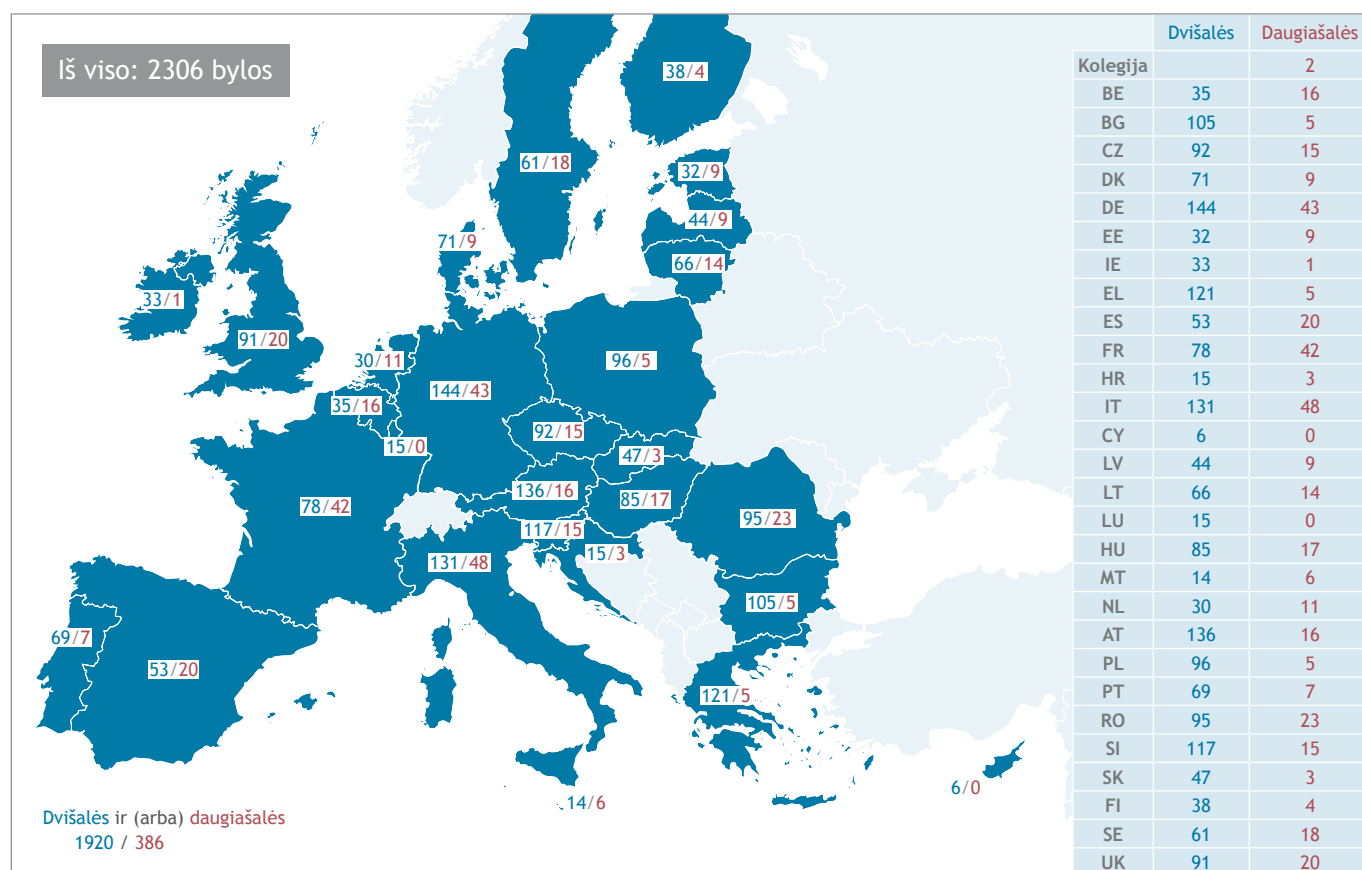 Iš viso: 2306 bylos
38/4
61/18
32/9
44/9
71/9
66/14
33/1
91/20
30/11
96/5
144/43
35/16
92/15
15/0
47/3
136/16
85/17
78/42
95/23
117/15
15/3
131/48
105/5
69/7
53/20
121/5
6/0
14/6
Dvišalės ir (arba) daugiašalės
1920 / 386
Dvišalės Daugiašalės
Kolegija 2
BE 35 16
BG 105 5
CZ 92 15
DK 71 9
DE 144 43
EE 32 9
IE 33 1
EL 121 5
ES 53 20
FR 78 42
HR 15 3
IT 131 48
CY 6 0
LV 44 9
LT 66 14
LU 15 0
HU 85 17
MT 14 6
NL 30 11
AT 136 16
PL 96 5
PT 69 7
RO 95 23
SI 117 15
SK 47 3
FI 38 4
SE 61 18
UK 91 20